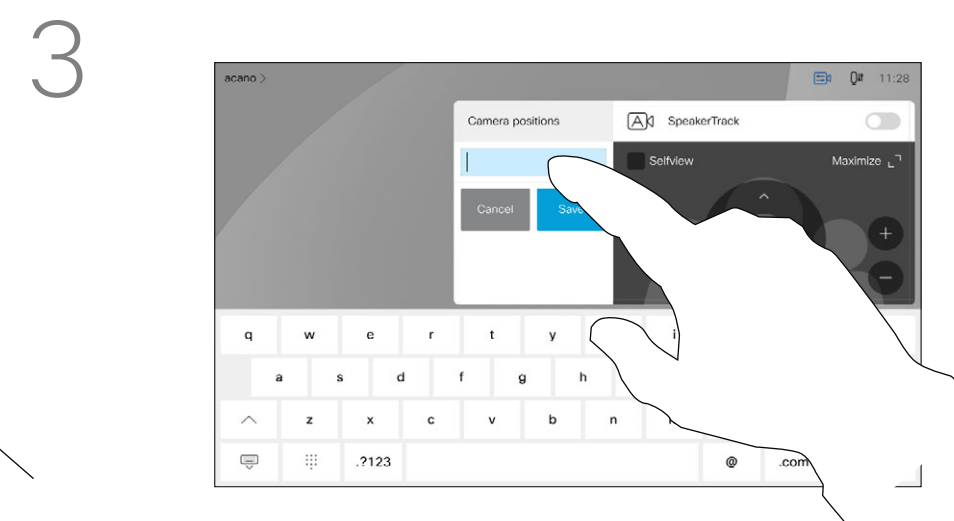 3
acano >
11:28
Camera positions
SpeakerTrack
Selfview
Maximize
Cancel
Save
q w e r t y i
a s d f g h
z x c v b n
.?123 @ .com